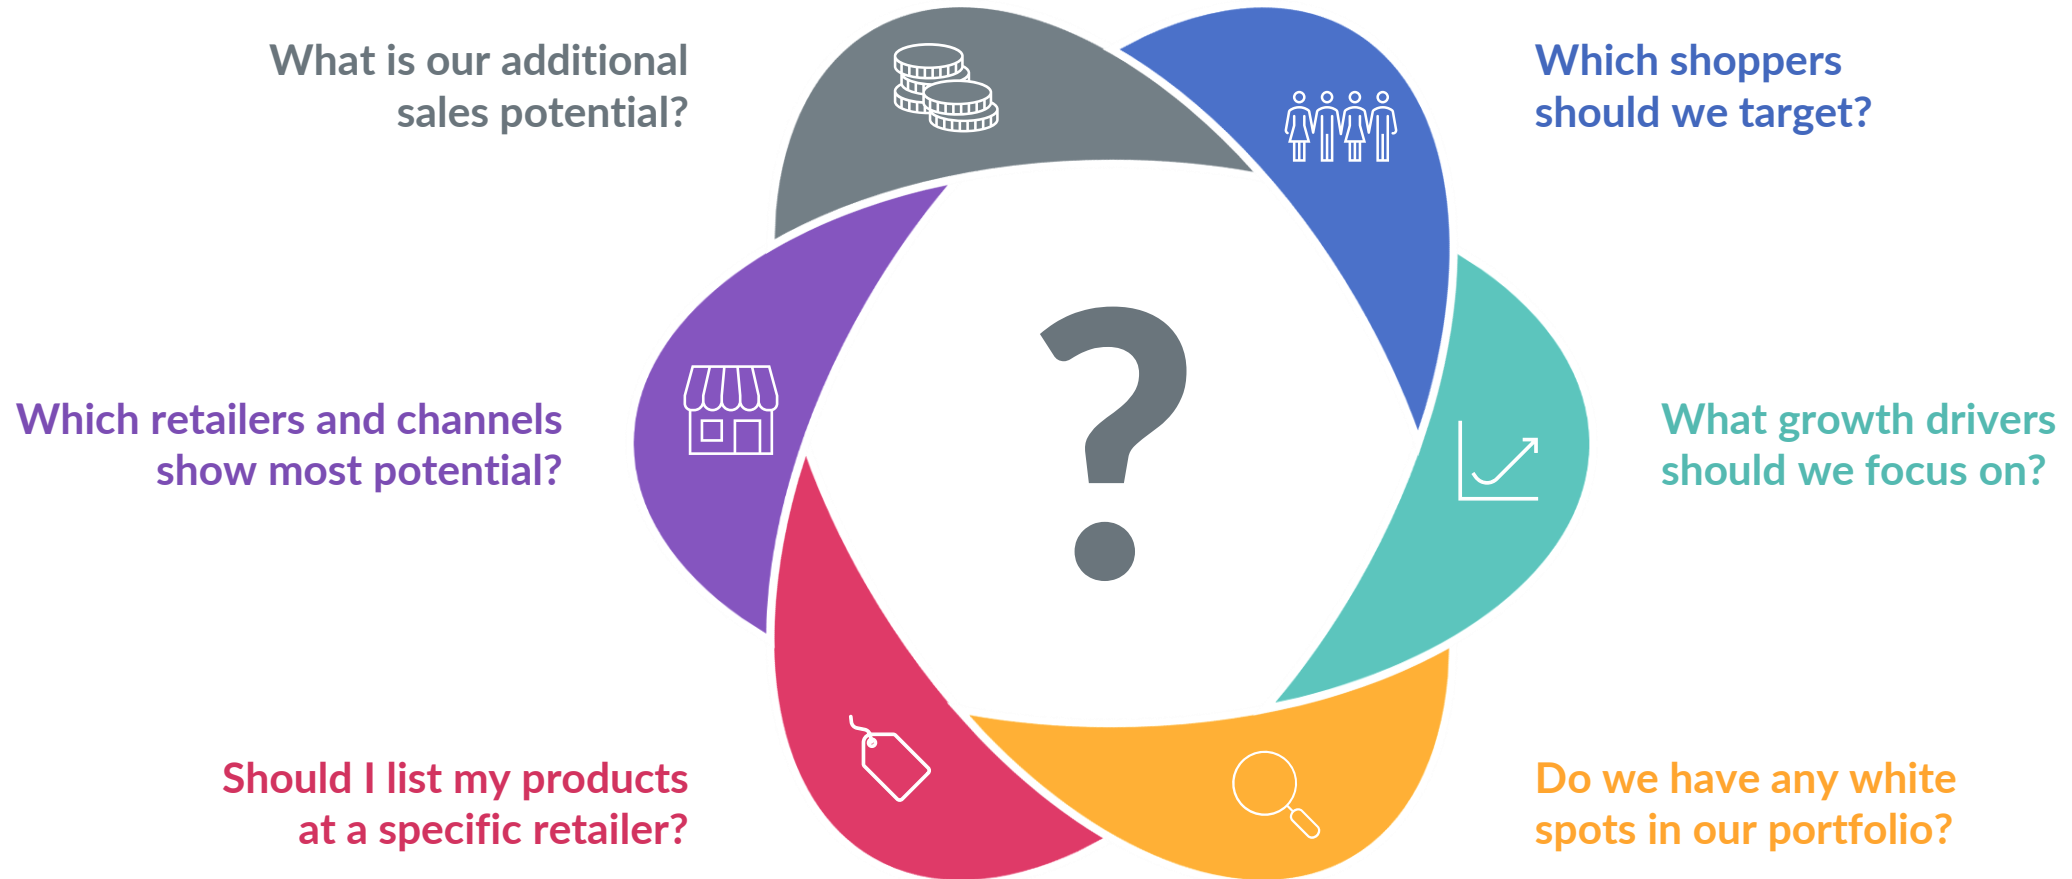 What is our additional
sales potential?
Which shoppers
should we target?
Which retailers and channels
show most potential?
?
What growth drivers
should we focus on?
Should I list my products
at a specific retailer?
Do we have any white
spots in our portfolio?